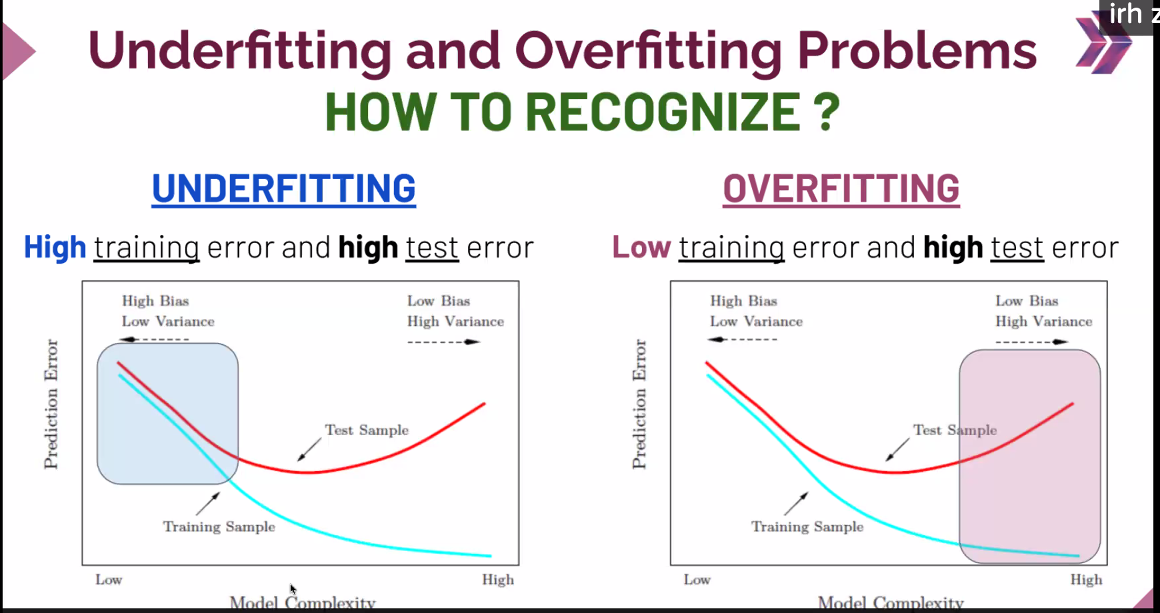 irh z
Underfitting and Overfitting Problems
HOW TO RECOGNIZE ?
UNDERFITTING
High training error and high test error
High Bias
Low Variance
Low Bias
High Variance
Prediction Error
Test Sample
Training Sample
Low
High
Model Complexity
OVERFITTING
Low training error and high test error
High Bias
Low Variance
Low Bias
High Variance
Prediction Error
Test Sample
Training Sample
Low
High
Model Complexity